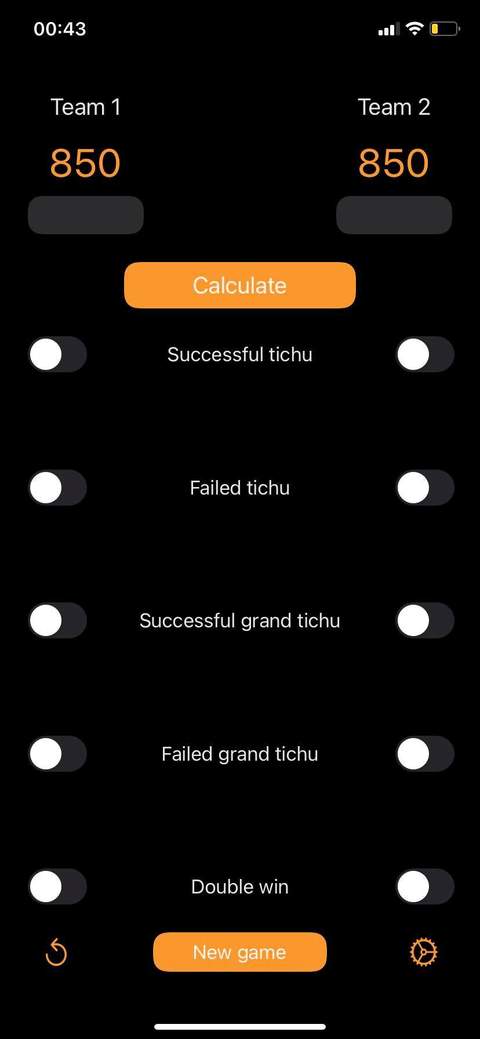 00:43
Team 1
Team 2
850
850
Calculate
Successful tichu
Failed tichu
Successful grand tichu
Failed grand tichu
Double win
New game